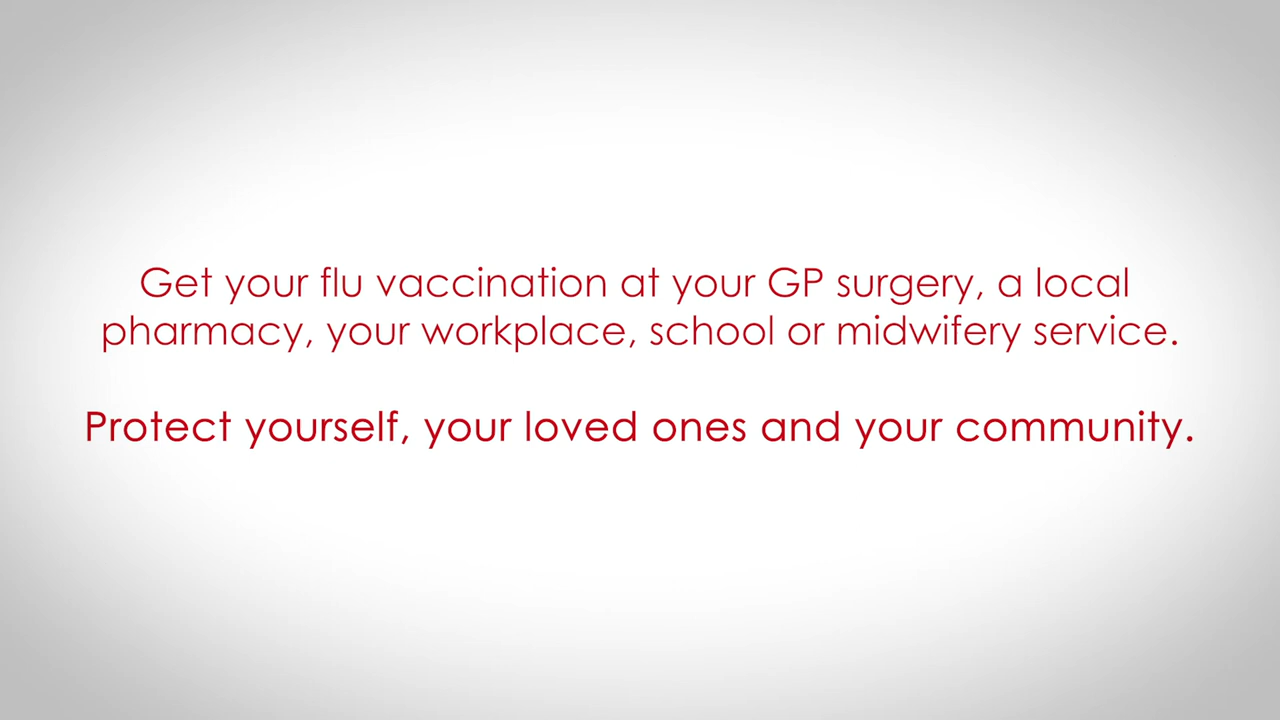 Get your flu vaccination at your GP surgery, a local
pharmacy, your workplace, school or midwifery service.
Protect yourself, your loved ones and your community.